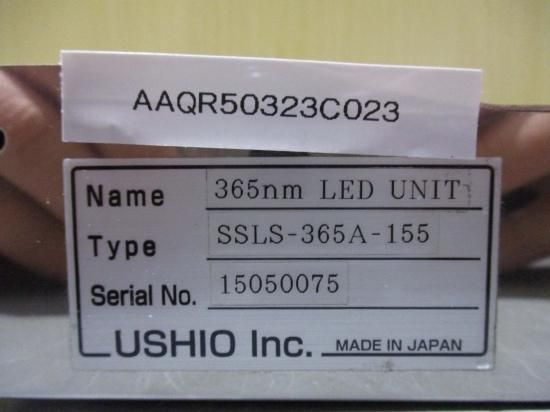 AAQR50323C023
Name 365nm LED UNIT
Type SSLS-365A-155
Serial No. 15050075
USHIO Inc. MADE IN JAPAN